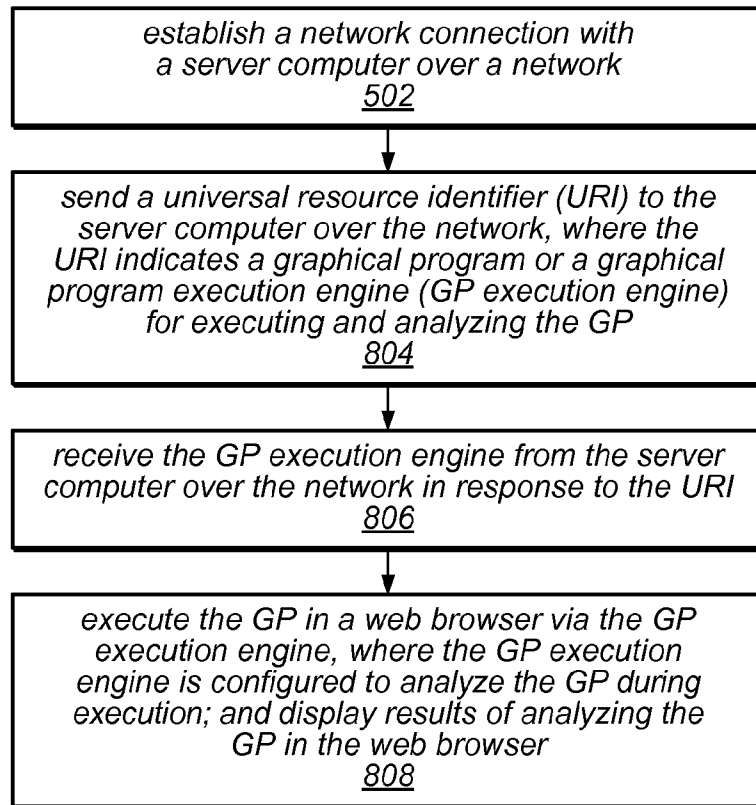 establish a network connection with
a server computer over a network
502
send a universal resource identifier (URI) to the
server computer over the network, where the
URI indicates a graphical program or a graphical
program execution engine (GP execution engine)
for executing and analyzing the GP
804
receive the GP execution engine from the server
computer over the network in response to the URI
806
execute the GP in a web browser via the GP
execution engine, where the GP execution
engine is configured to analyze the GP during
execution; and display results of analyzing the
GP in the web browser
808